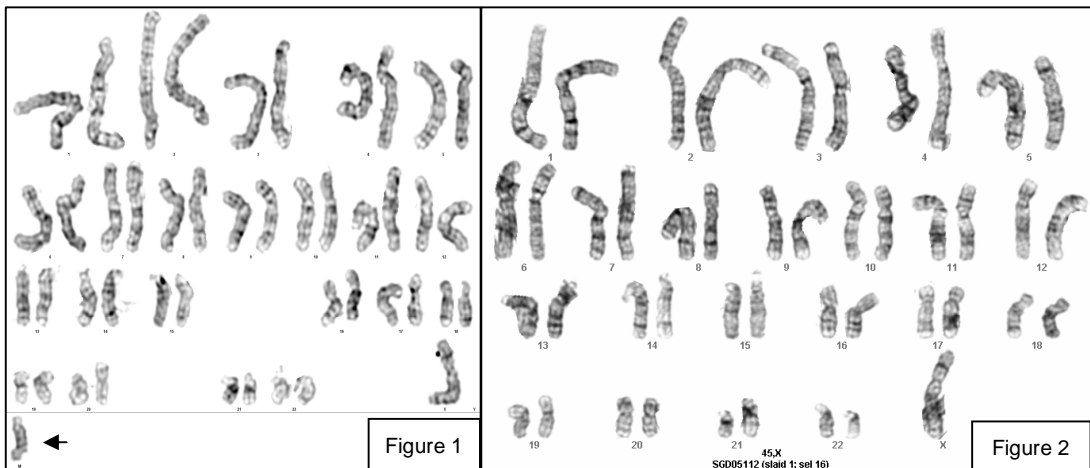 1 2 3 4 5
6 7 8 9 10 11 12
13 14 15 16 17 18
19 20 21 22 X Y
M
Figure 1
1 2 3 4 5
6 7 8 9 10 11 12
13 14 15 16 17 18
19 20 21 22 X
45,X
SGD05112 (slaid 1: sel 16)
Figure 2